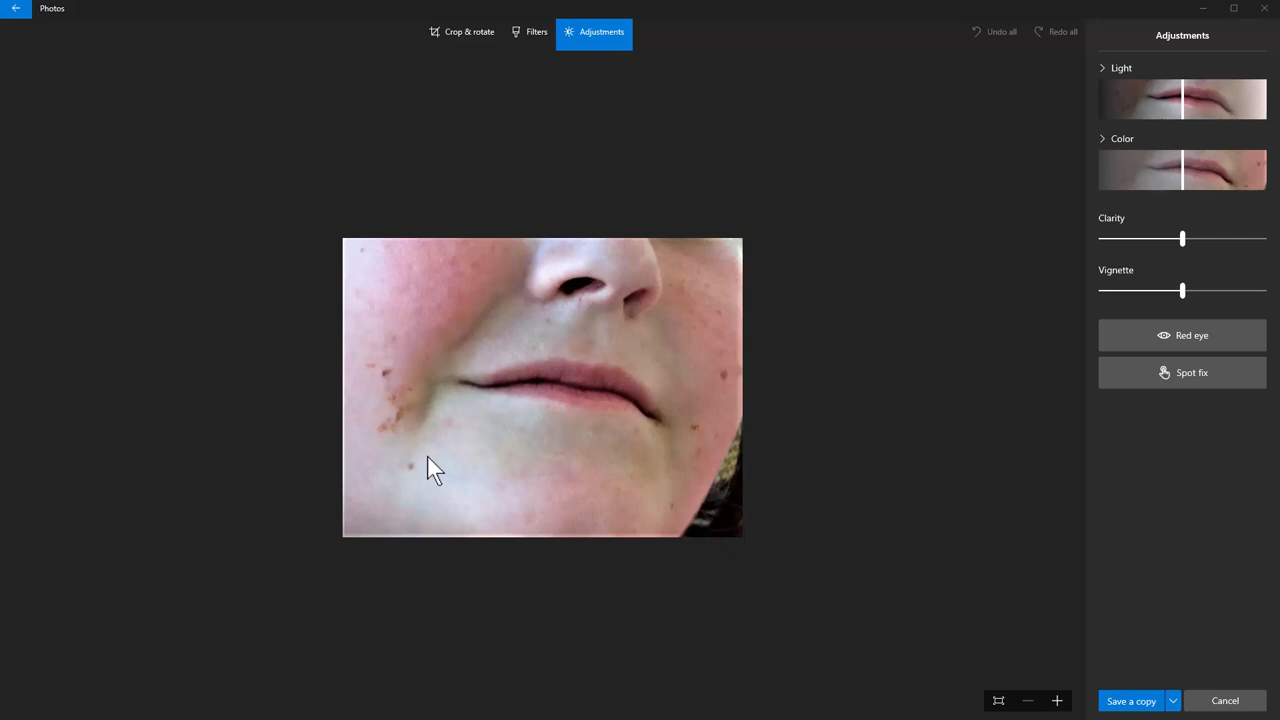 Photos
Crop & rotate
Filters
Adjustments
Undo all
Redo all
Adjustments
Light
Color
Clarity
Vignette
Red eye
Spot fix
Save a copy
Cancel